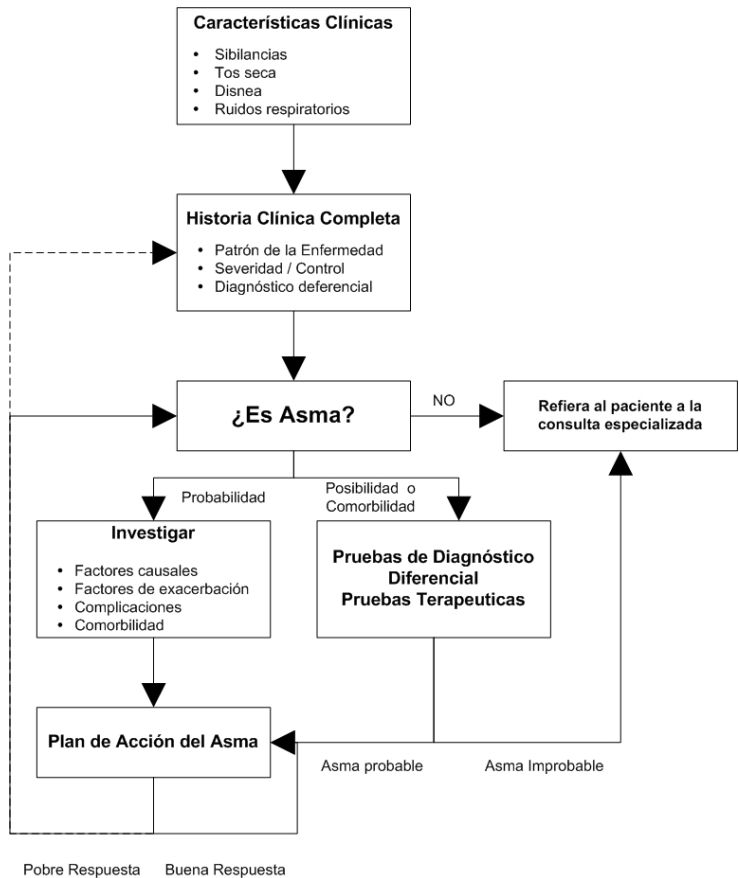 Características Clínicas
• Sibilancias
• Tos seca
• Disnea
• Ruidos respiratorios
Historia Clínica Completa
• Patrón de la Enfermedad
• Severidad / Control
• Diagnóstico deferencial
¿Es Asma?
NO
Refiera al paciente a la
consulta especializada
Probabilidad
Posibilidad o
Comorbilidad
Investigar
• Factores causales
• Factores de exacerbación
• Complicaciones
• Comorbilidad
Pruebas de Diagnóstico
Diferencial
Pruebas Terapeuticas
Plan de Acción del Asma
Asma probable
Asma Improbable
Pobre Respuesta
Buena Respuesta